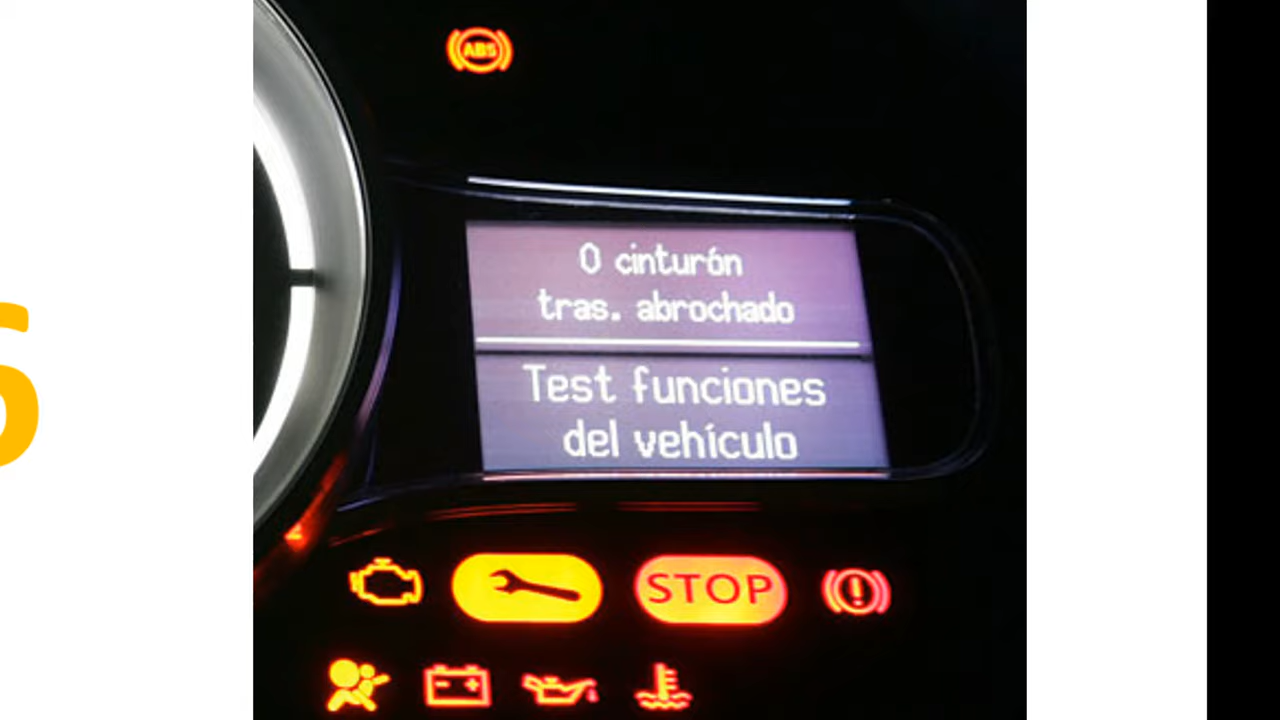 ABS
0 cinturón
tras. abrochado
Test funciones
del vehículo
STOP